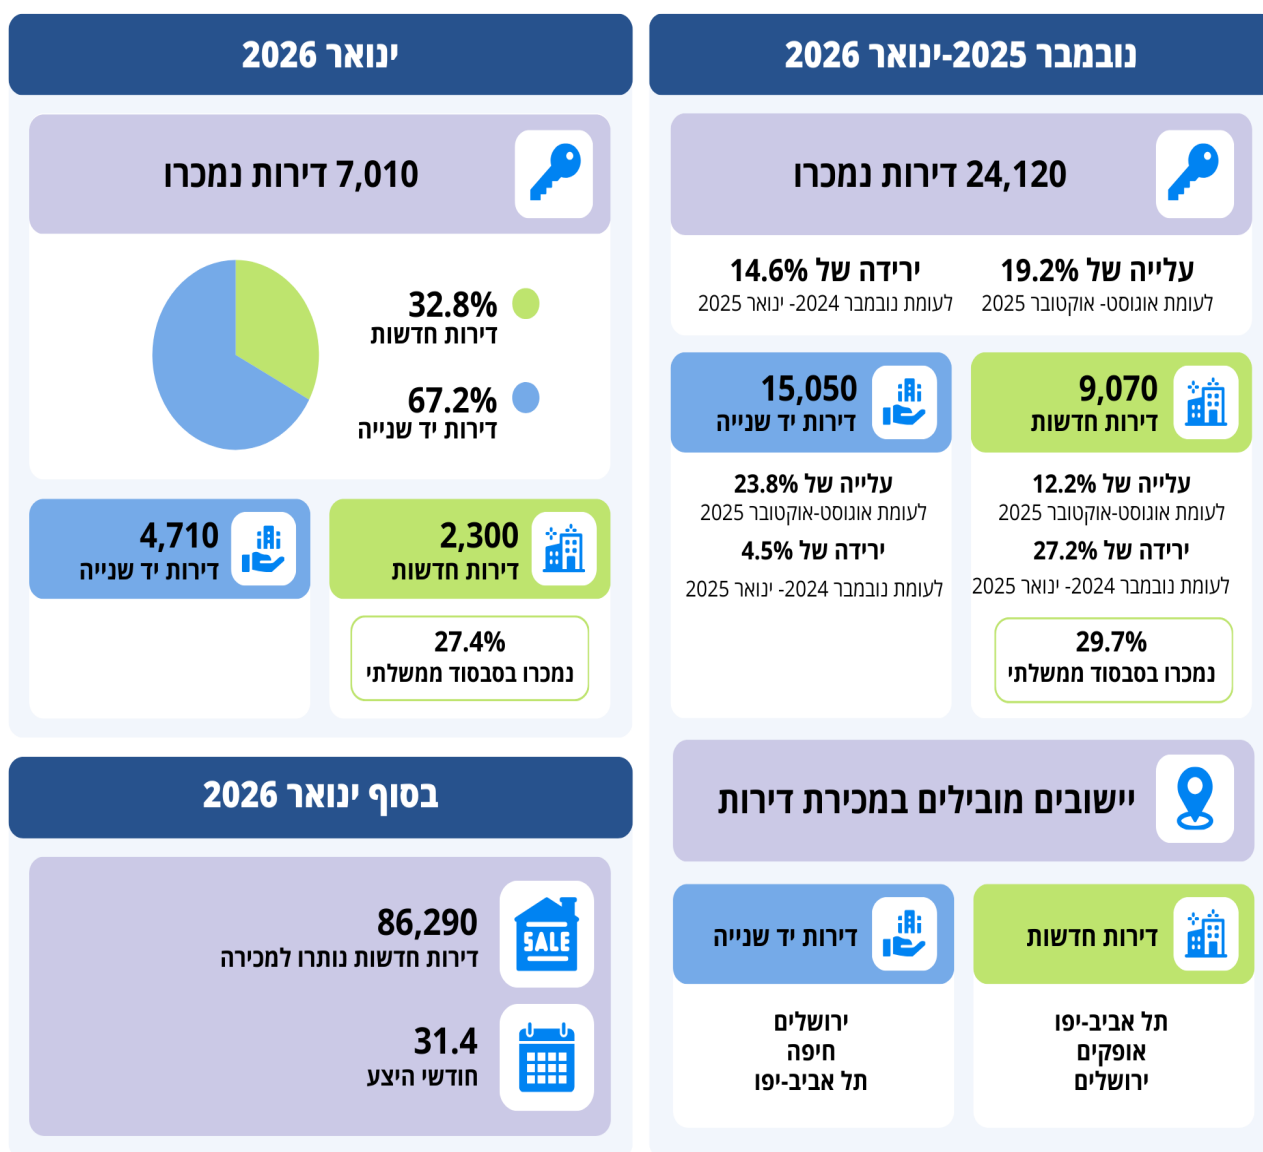 נובמבר 2025-ינואר 2026
24,120 דירות נמכרו
עלייה של 19.2%
לעומת אוגוסט- אוקטובר 2025
ירידה של 14.6%
לעומת נובמבר 2024- ינואר 2025
9,070
דירות חדשות
עלייה של 12.2%
לעומת אוגוסט-אוקטובר 2025
ירידה של 27.2%
לעומת נובמבר 2024- ינואר 2025
29.7%
נמכרו בסבסוד ממשלתי
15,050
דירות יד שנייה
עלייה של 23.8%
לעומת אוגוסט-אוקטובר 2025
ירידה של 4.5%
לעומת נובמבר 2024- ינואר 2025
יישובים מובילים במכירת דירות
דירות חדשות
תל אביב-יפו
אופקים
ירושלים
דירות יד שנייה
ירושלים
חיפה
תל אביב-יפו
ינואר 2026
7,010 דירות נמכרו
32.8%
דירות חדשות
67.2%
דירות יד שנייה
2,300
דירות חדשות
27.4%
נמכרו בסבסוד ממשלתי
4,710
דירות יד שנייה
בסוף ינואר 2026
SALE
86,290
דירות חדשות נותרו למכירה
31.4
חודשי היצע